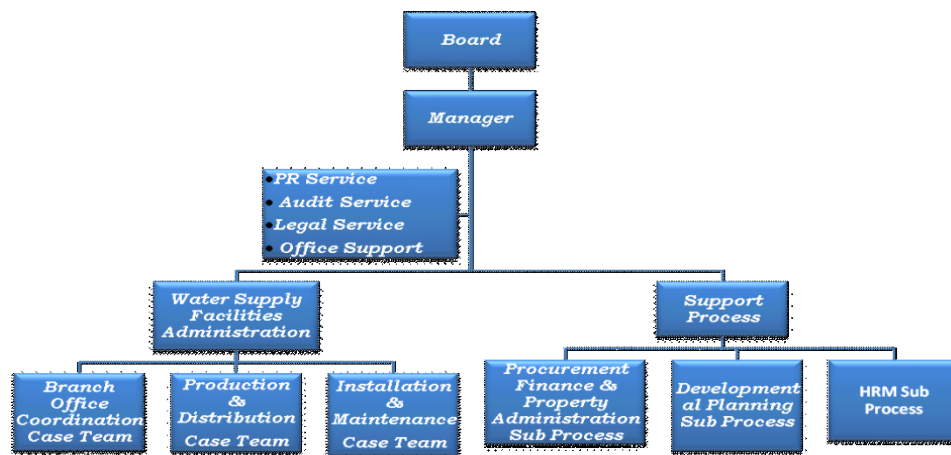 Board
Manager
•PR Service
• Audit Service
•Legal Service
• Office Support
Water Supply
Facilities
Administration
Support
Process
Branch
Office
Coordination
Case Team
Production
&
Distribution
Case Team
Installation
&
Maintenance
Case Team
Procurement
Finance &
Property
Administration
Sub Process
Development
al Planning
Sub Process
HRM Sub
Process